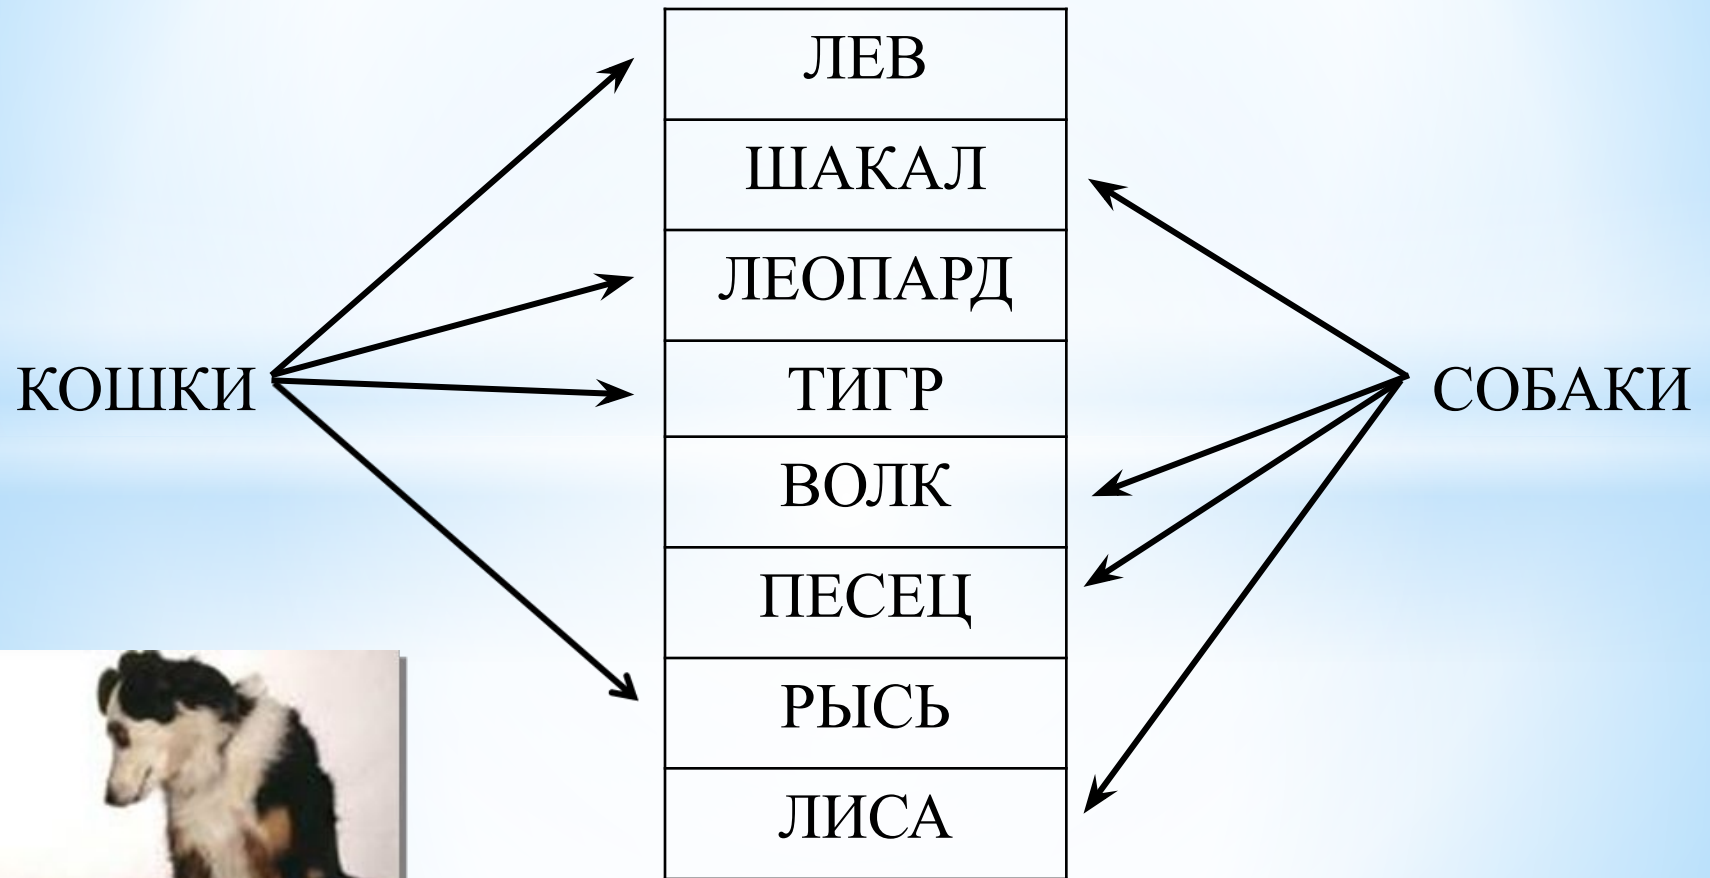 ЛЕВ
ШАКАЛ
ЛЕОПАРД
КОШКИ
ТИГР
СОБАКИ
ВОЛК
ПЕСЕЦ
РЫСЬ
ЛИСА